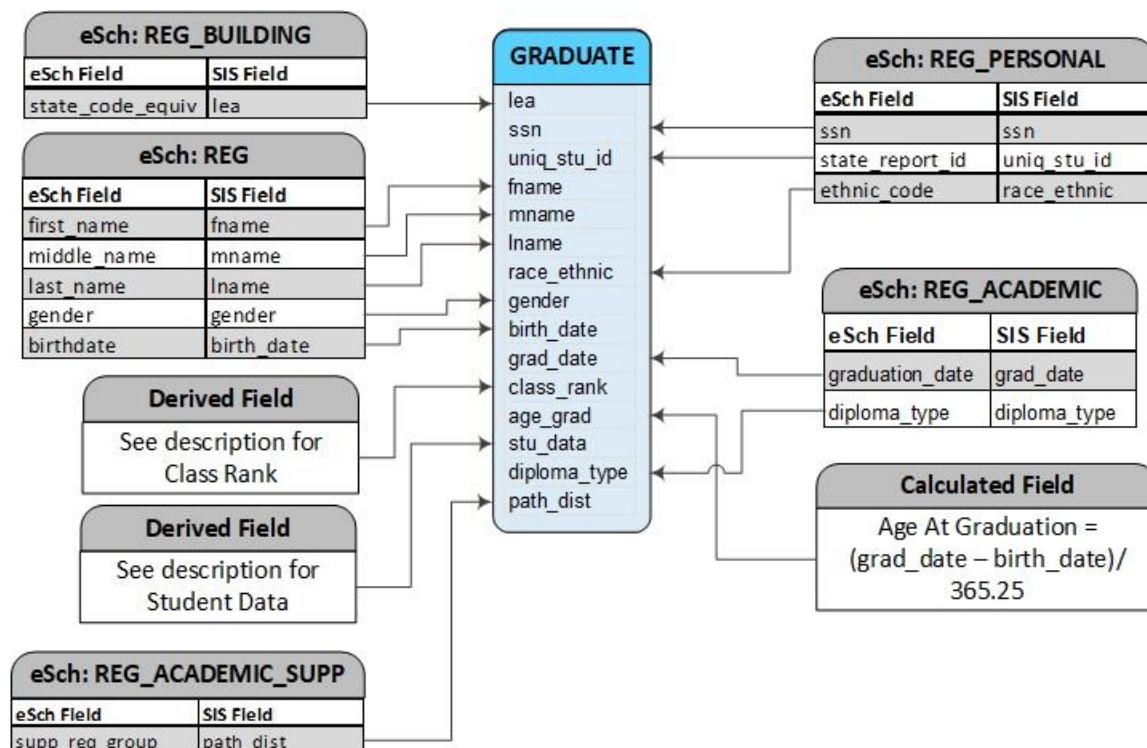 eSch: REG_BUILDING
eSch Field SIS Field
state_code_equiv lea
eSch: REG
eSch Field SIS Field
first_name fname
middle_name mname
last_name lname
gender gender
birthdate birth_date
Derived Field
See description for
Class Rank
Derived Field
See description for
Student Data
eSch: REG_ACADEMIC_SUPP
eSch Field SIS Field
supp_req_group path_dist
GRADUATE
lea
ssn
uniq_stu_id
fname
mname
lname
race_ethnic
gender
birth_date
grad_date
class_rank
age_grad
stu_data
diploma_type
path_dist
eSch: REG_PERSONAL
eSch Field SIS Field
ssn ssn
state_report_id uniq_stu_id
ethnic_code race_ethnic
eSch: REG_ACADEMIC
eSch Field SIS Field
graduation_date grad_date
diploma_type diploma_type
Calculated Field
Age At Graduation =
(grad_date – birth_date)/
365.25